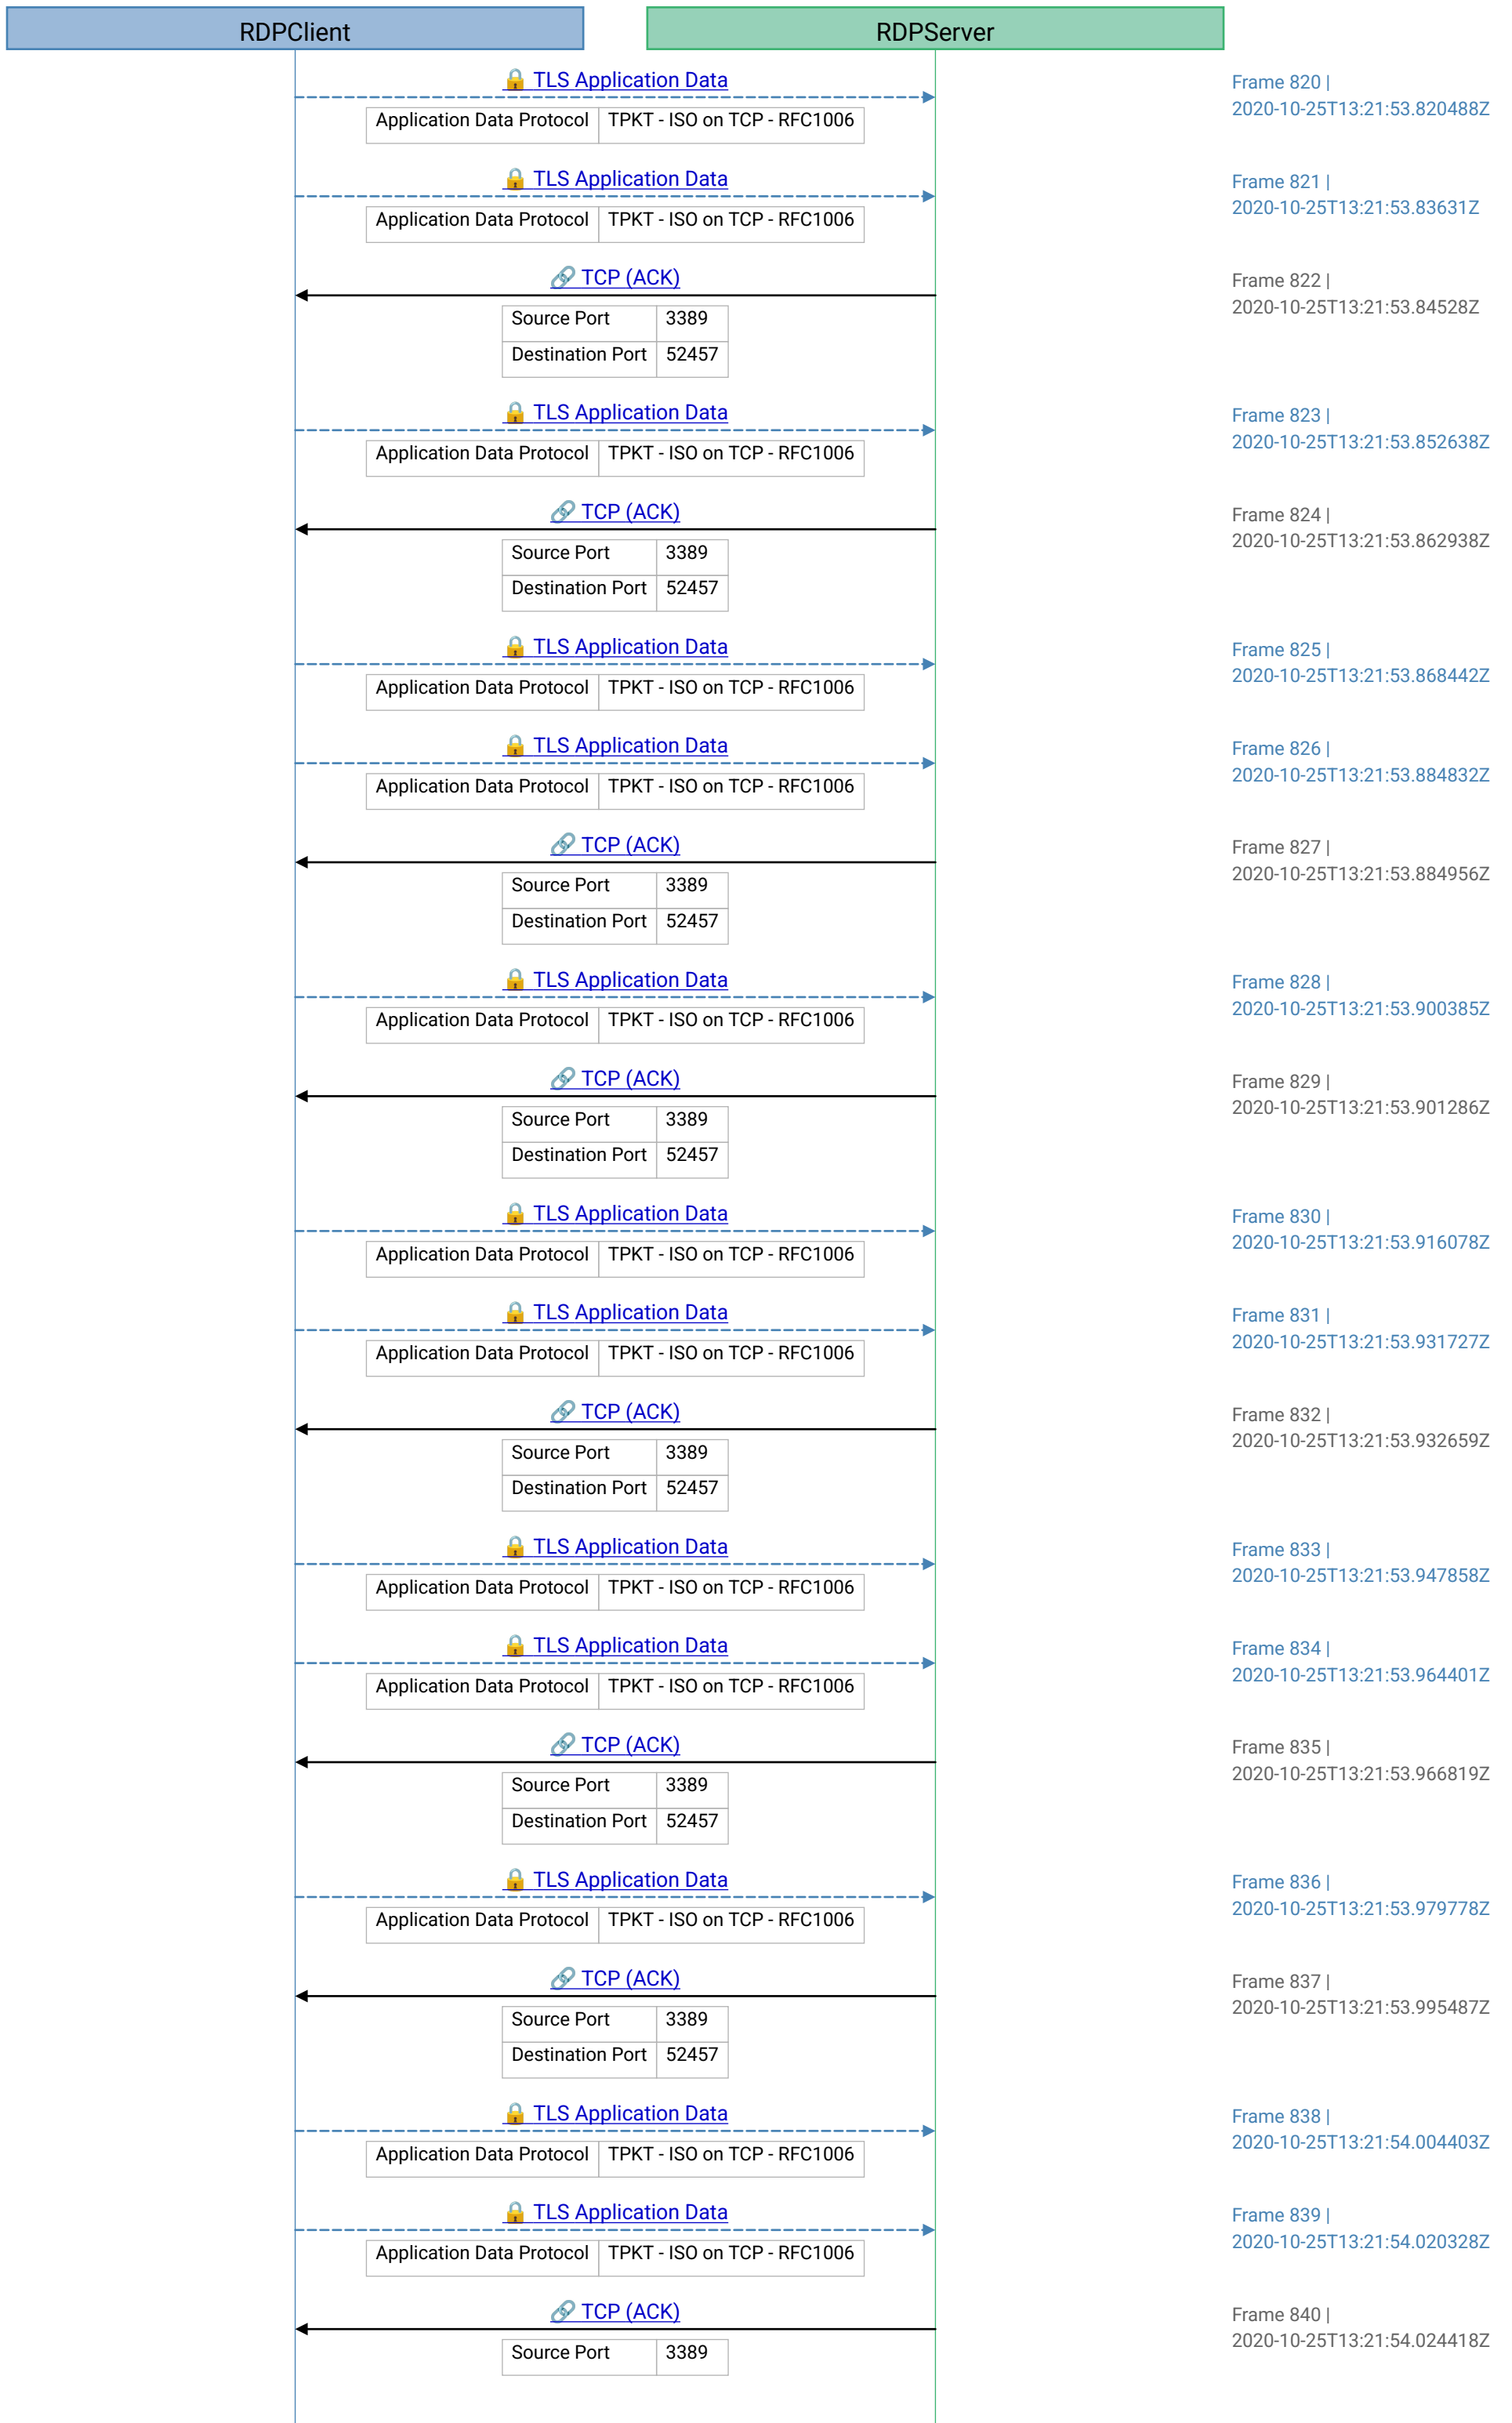 RDPClient RDPServer
🔒 TLS Application Data Frame 820 |
2020-10-25T13:21:53.820488Z
Application Data Protocol TPKT - ISO on TCP - RFC1006
🔒 TLS Application Data Frame 821 |
2020-10-25T13:21:53.83631Z
Application Data Protocol TPKT - ISO on TCP - RFC1006
🔗 TCP (ACK) Frame 822 |
2020-10-25T13:21:53.84528Z
Source Port 3389
Destination Port 52457
🔒 TLS Application Data Frame 823 |
2020-10-25T13:21:53.852638Z
Application Data Protocol TPKT - ISO on TCP - RFC1006
🔗 TCP (ACK) Frame 824 |
2020-10-25T13:21:53.862938Z
Source Port 3389
Destination Port 52457
🔒 TLS Application Data Frame 825 |
2020-10-25T13:21:53.868442Z
Application Data Protocol TPKT - ISO on TCP - RFC1006
🔒 TLS Application Data Frame 826 |
2020-10-25T13:21:53.884832Z
Application Data Protocol TPKT - ISO on TCP - RFC1006
🔗 TCP (ACK) Frame 827 |
2020-10-25T13:21:53.884956Z
Source Port 3389
Destination Port 52457
🔒 TLS Application Data Frame 828 |
2020-10-25T13:21:53.900385Z
Application Data Protocol TPKT - ISO on TCP - RFC1006
🔗 TCP (ACK) Frame 829 |
2020-10-25T13:21:53.901286Z
Source Port 3389
Destination Port 52457
🔒 TLS Application Data Frame 830 |
2020-10-25T13:21:53.916078Z
Application Data Protocol TPKT - ISO on TCP - RFC1006
🔒 TLS Application Data Frame 831 |
2020-10-25T13:21:53.931727Z
Application Data Protocol TPKT - ISO on TCP - RFC1006
🔗 TCP (ACK) Frame 832 |
2020-10-25T13:21:53.932659Z
Source Port 3389
Destination Port 52457
🔒 TLS Application Data Frame 833 |
2020-10-25T13:21:53.947858Z
Application Data Protocol TPKT - ISO on TCP - RFC1006
🔒 TLS Application Data Frame 834 |
2020-10-25T13:21:53.964401Z
Application Data Protocol TPKT - ISO on TCP - RFC1006
🔗 TCP (ACK) Frame 835 |
2020-10-25T13:21:53.966819Z
Source Port 3389
Destination Port 52457
🔒 TLS Application Data Frame 836 |
2020-10-25T13:21:53.979778Z
Application Data Protocol TPKT - ISO on TCP - RFC1006
🔗 TCP (ACK) Frame 837 |
2020-10-25T13:21:53.995487Z
Source Port 3389
Destination Port 52457
🔒 TLS Application Data Frame 838 |
2020-10-25T13:21:54.004403Z
Application Data Protocol TPKT - ISO on TCP - RFC1006
🔒 TLS Application Data Frame 839 |
2020-10-25T13:21:54.020328Z
Application Data Protocol TPKT - ISO on TCP - RFC1006
🔗 TCP (ACK) Frame 840 |
2020-10-25T13:21:54.024418Z
Source Port 3389